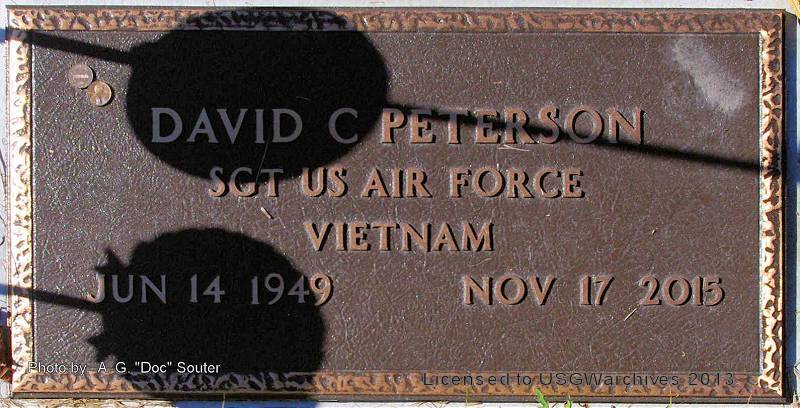 DAVID C PETERSON
SGT US AIR FORCE
VIETNAM
JUN 14 1949 NOV 17 2015
Photo by A. G. "Doc" Souter
Licensed to USGWarchives 2013